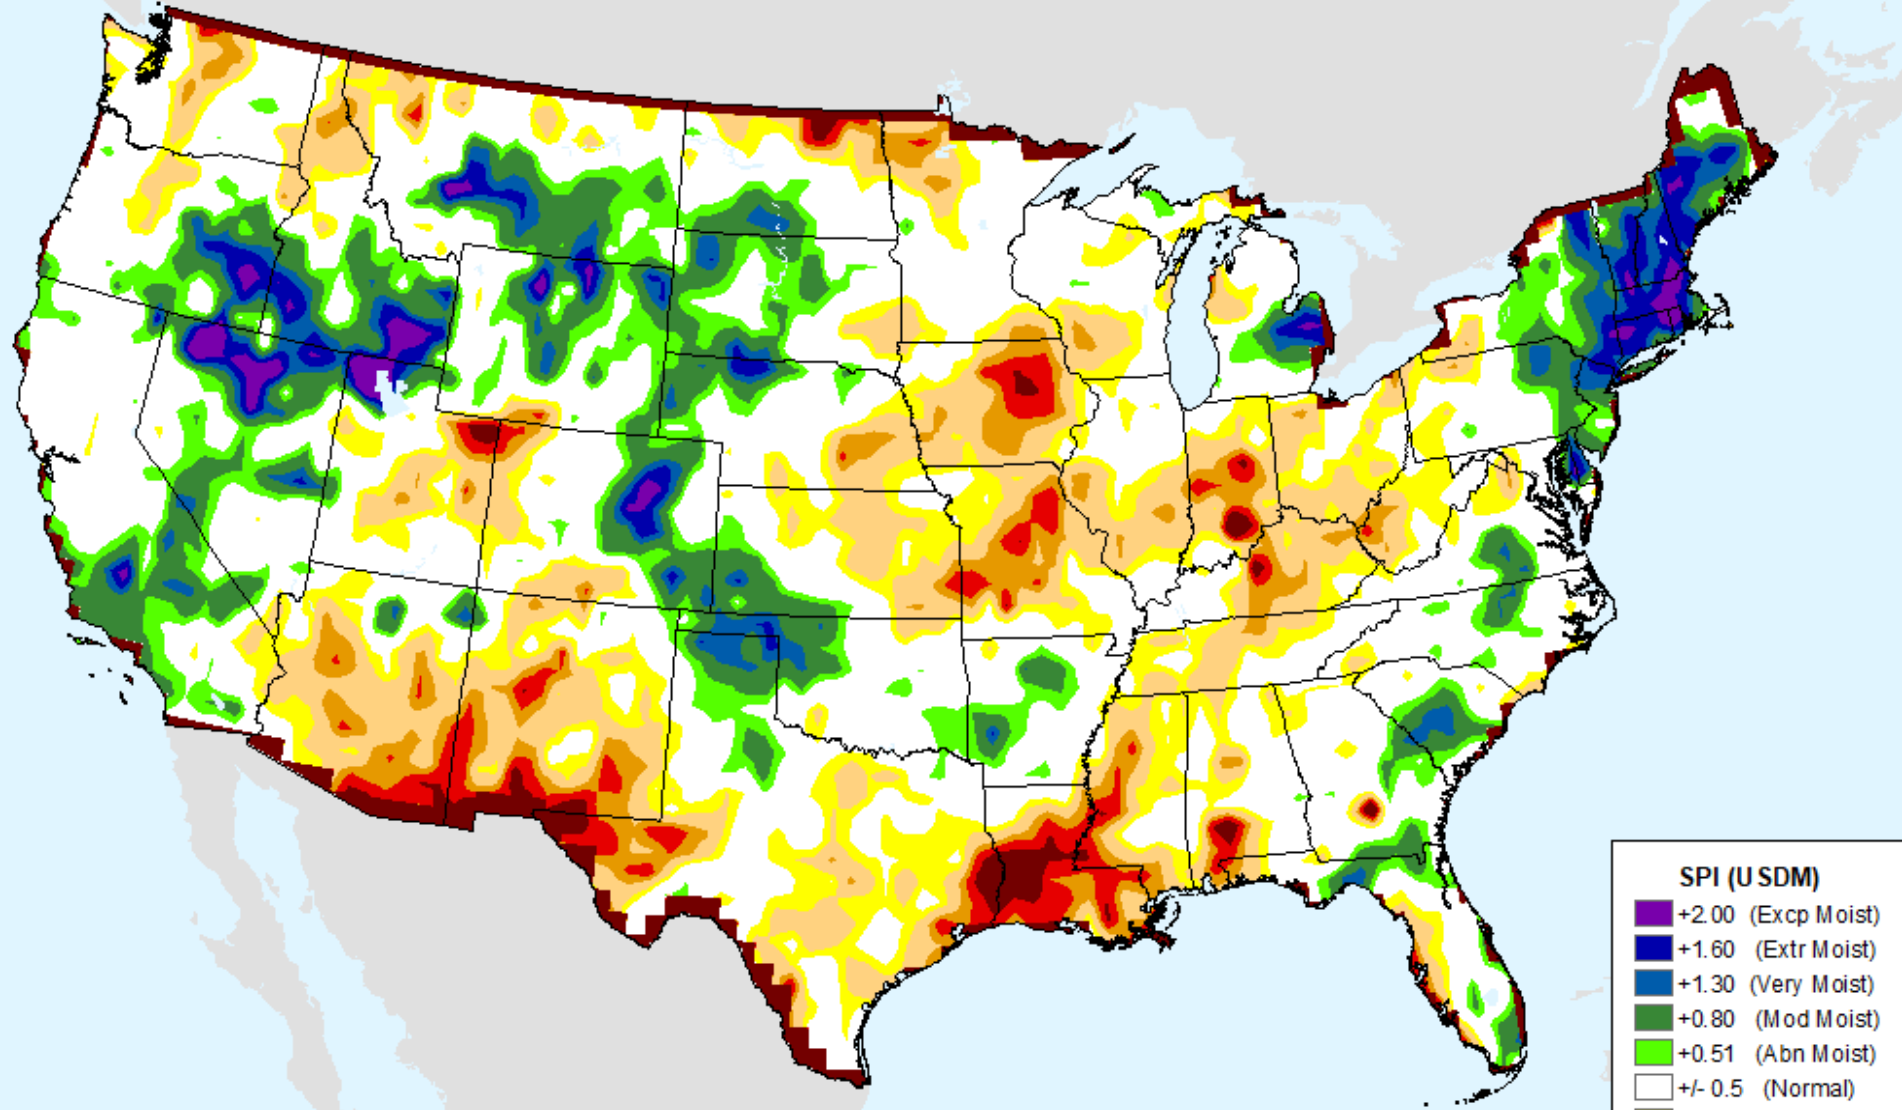 SPI (USDM)
+2.00 (Excp Moist)
+1.60 (Extr Moist)
+1.30 (Very Moist)
+0.80 (Mod Moist)
+0.51 (Abn Moist)
+/- 0.5 (Normal)